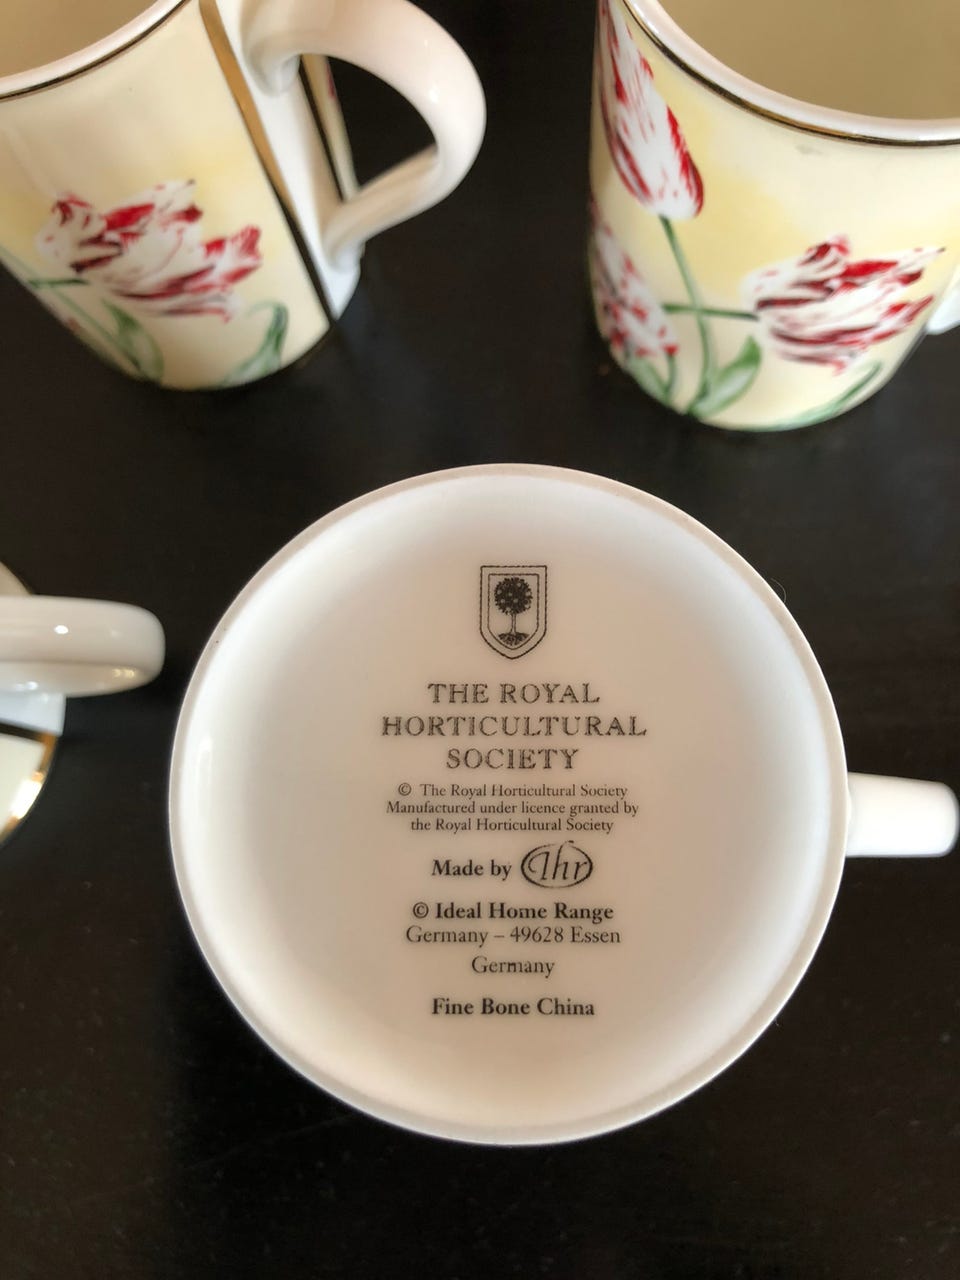 THE ROYAL
HORTICULTURAL
SOCIETY
© The Royal Horticultural Society
Manufactured under licence granted by
the Royal Horticultural Society
Made by Ihr
© Ideal Home Range
Germany – 49628 Essen
Germany
Fine Bone China